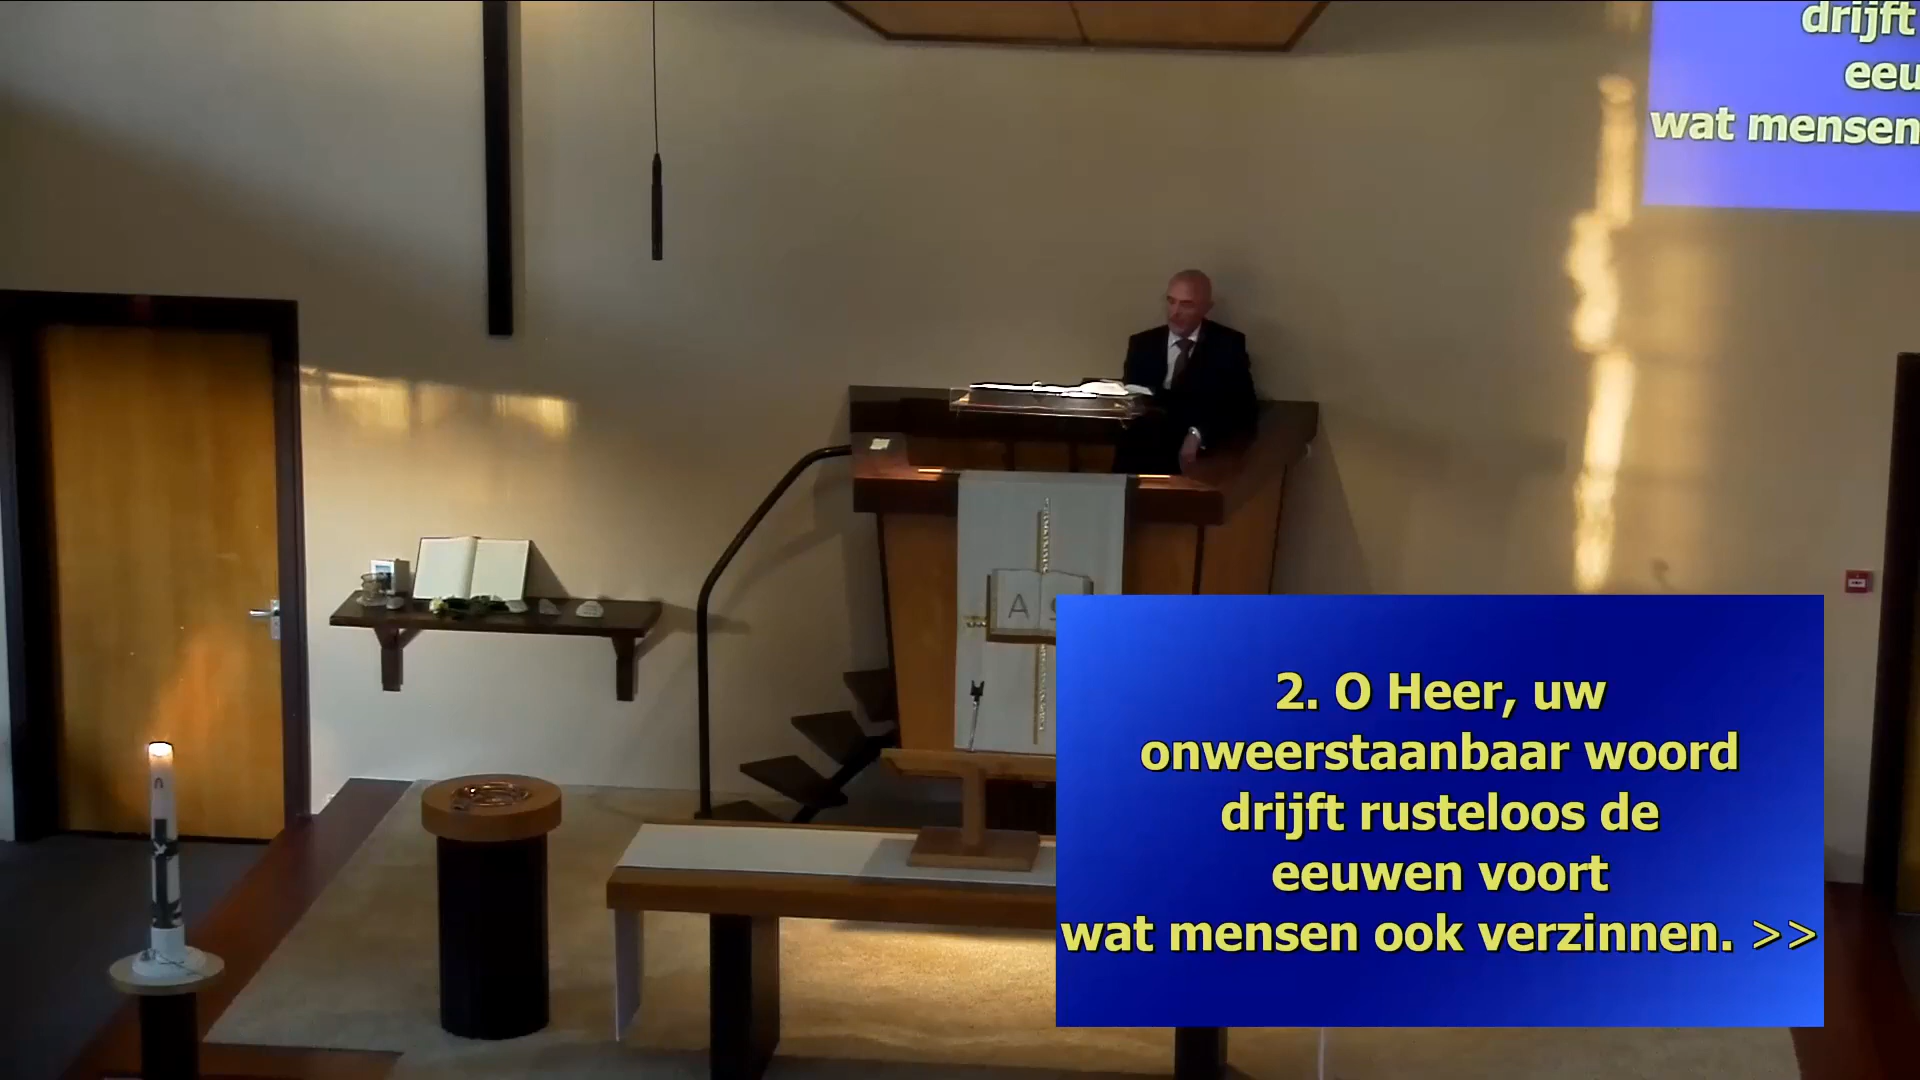 drijft
eeu
wat mensen
A
2. O Heer, uw
onweerstaanbaar woord
drijft rusteloos de
eeuwen voort
wat mensen ook verzinnen. >>